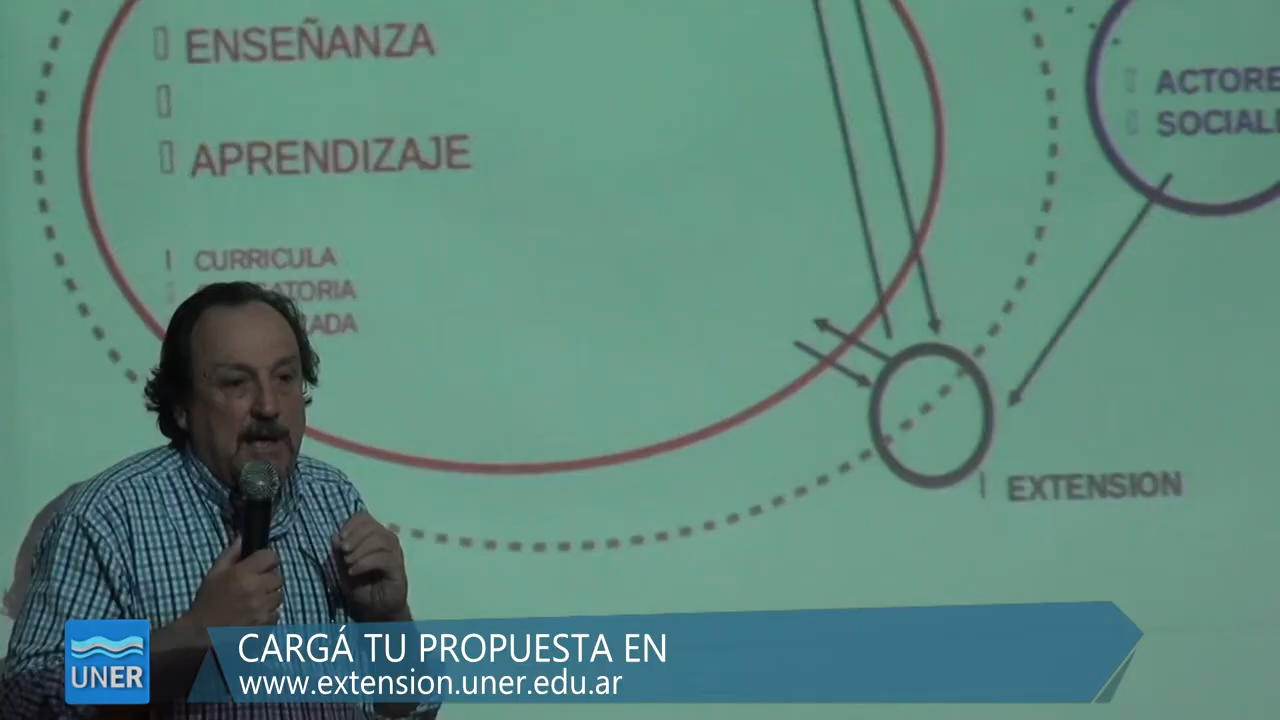 ENSEÑANZA
APRENDIZAJE
CURRICULA
ACTORE
SOCIAL
EXTENSION
UNER
CARGÁ TU PROPUESTA EN
www.extension.uner.edu.ar